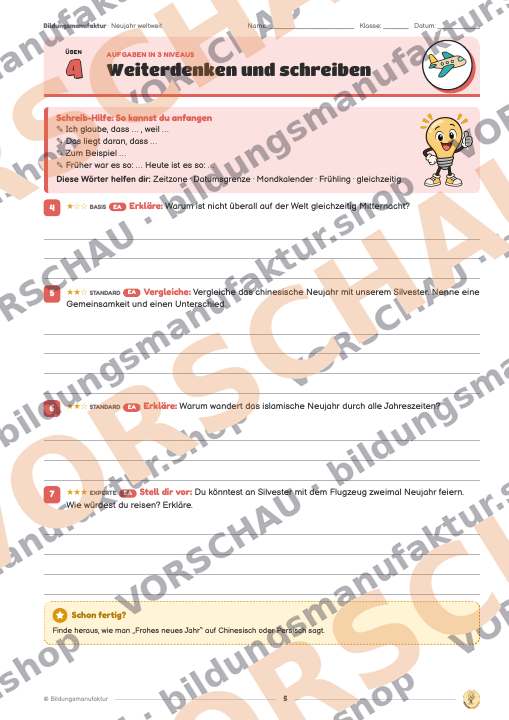 Bildungsmanufaktur · Neujahr weltweit Name: Klasse: Datum:
ÜBEN
4
AUFGABEN IN 3 NIVEAUS
Weiterdenken und schreiben
Schreib-Hilfe: So kannst du anfangen
✎ Ich glaube, dass … , weil …
✎ Das liegt daran, dass …
✎ Zum Beispiel …
✎ Früher war es so: … Heute ist es so: …
Diese Wörter helfen dir: Zeitzone · Datumsgrenze · Mondkalender · Frühling · gleichzeitig
4 ★☆☆ BASIS EA Erkläre: Warum ist nicht überall auf der Welt gleichzeitig Mitternacht?
5 ★★☆ STANDARD EA Vergleiche: Vergleiche das chinesische Neujahr mit unserem Silvester. Nenne eine
Gemeinsamkeit und einen Unterschied.
6 ★★☆ STANDARD EA Erkläre: Warum wandert das islamische Neujahr durch alle Jahreszeiten?
7 ★★★ EXPERTE EA Stell dir vor: Du könntest an Silvester mit dem Flugzeug zweimal Neujahr feiern.
Wie würdest du reisen? Erkläre.
Schon fertig?
Finde heraus, wie man „Frohes neues Jahr“ auf Chinesisch oder Persisch sagt.
© Bildungsmanufaktur 5
VORSCHAU · bildungsmanufaktur.shop
VORSCHAU